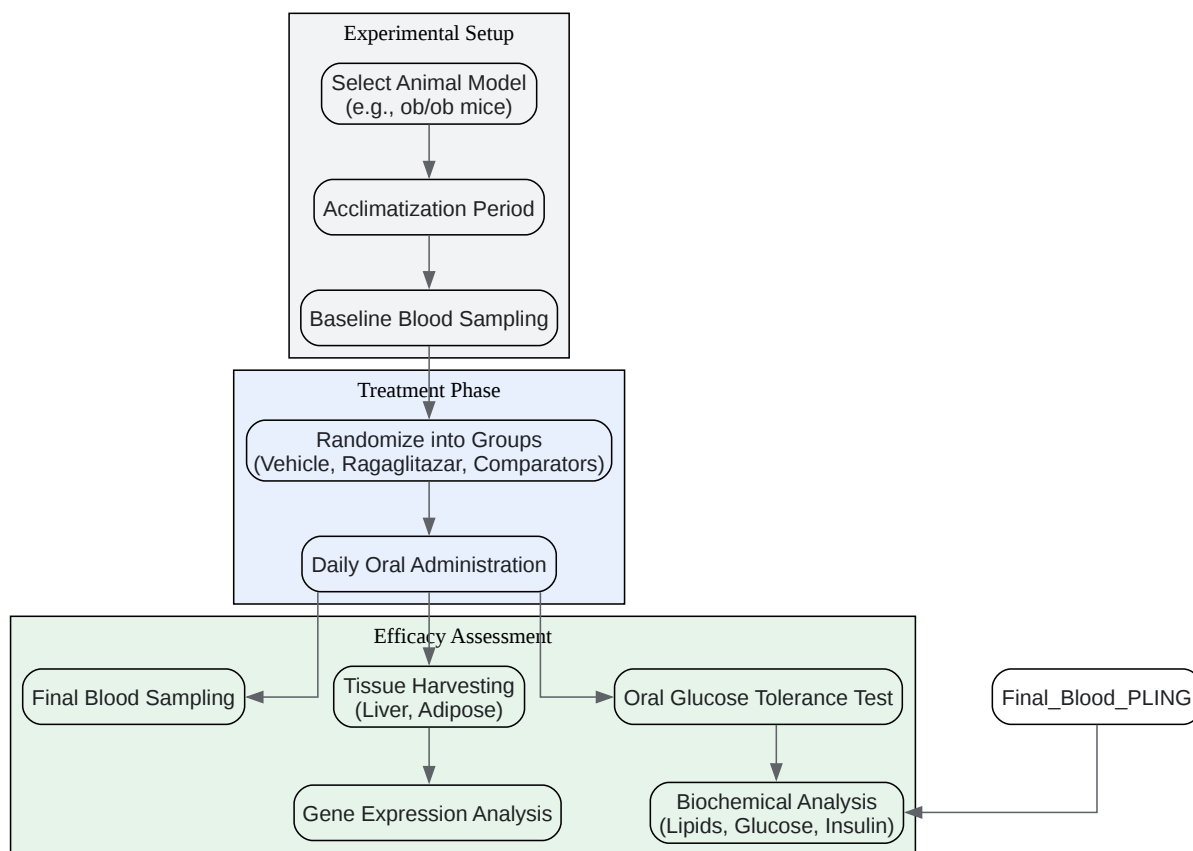 Experimental Setup
Select Animal Model
(e.g., ob/ob mice)
Acclimatization Period
Baseline Blood Sampling
Treatment Phase
Randomize into Groups
(Vehicle, Ragaglitazar, Comparators)
Daily Oral Administration
Efficacy Assessment
Final Blood Sampling
Tissue Harvesting
(Liver, Adipose)
Oral Glucose Tolerance Test
Final_Blood_PLING
Gene Expression Analysis
Biochemical Analysis
(Lipids, Glucose, Insulin)